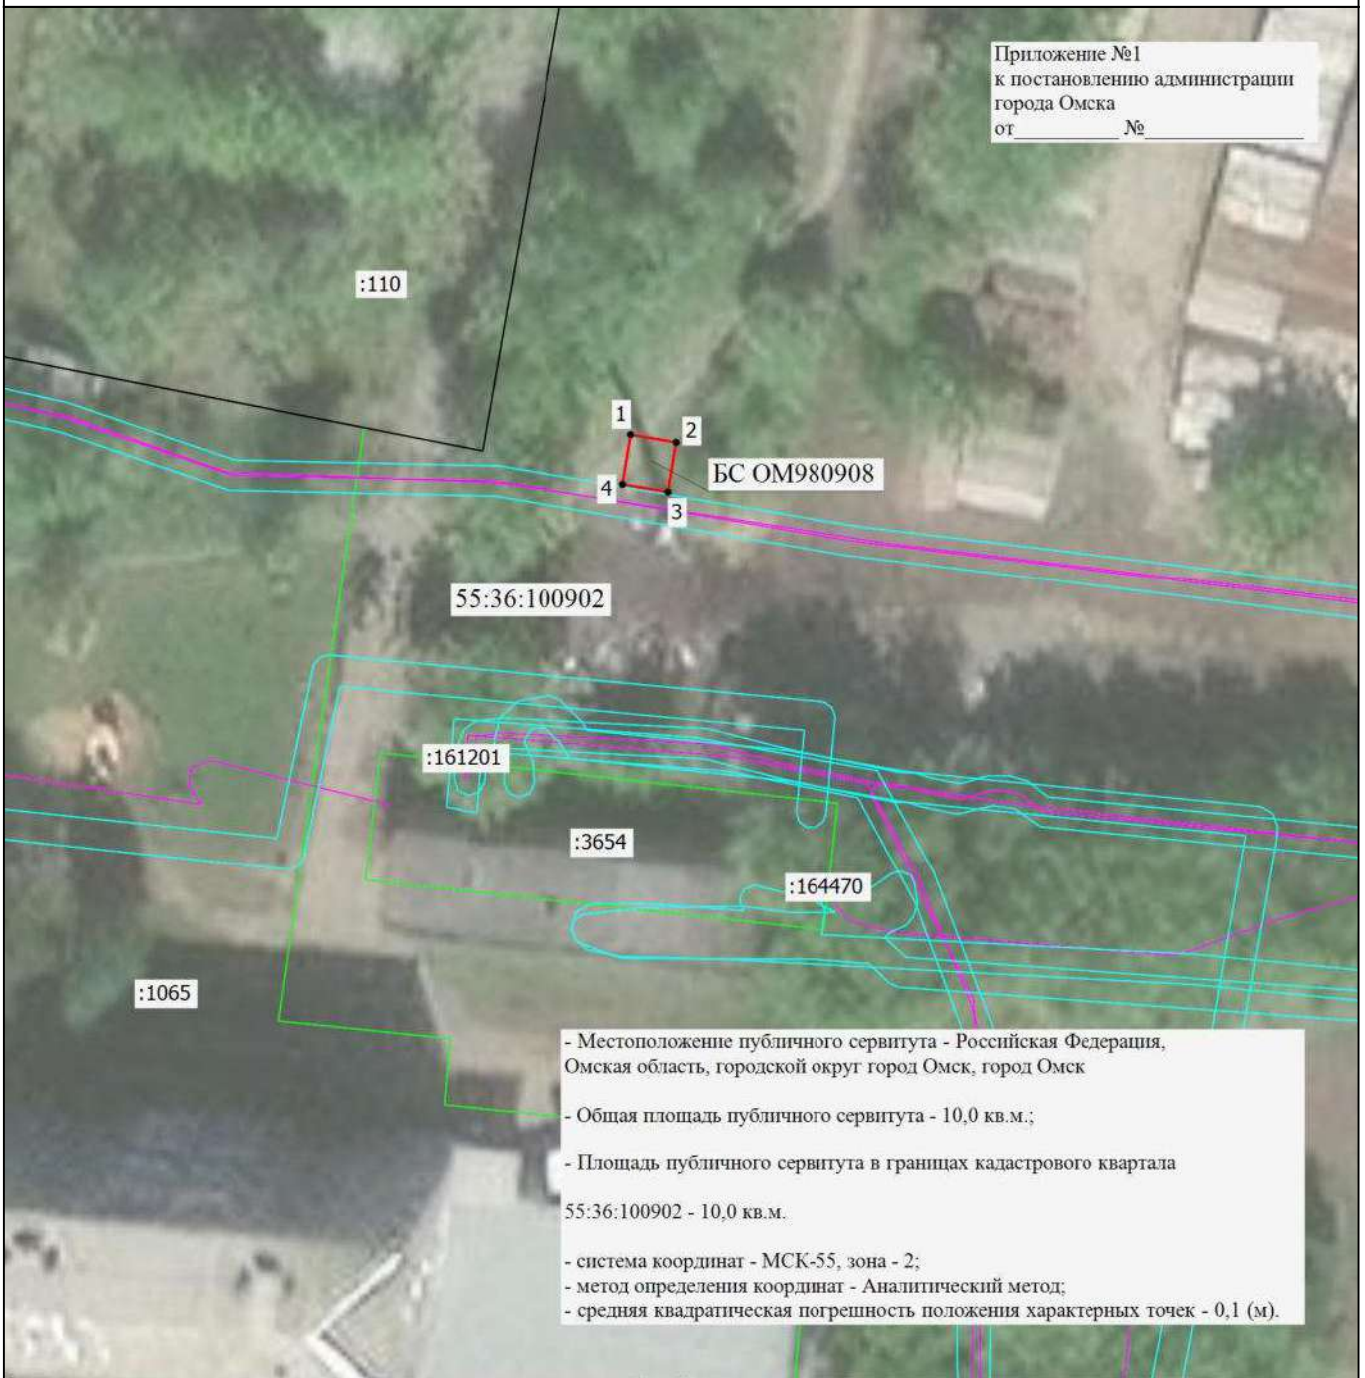 Приложение №1
к постановлению администрации
города Омска
от__________ №_______________
:110
1
2
БС ОМ980908
4
3
55:36:100902
:161201
:3654
:164470
:1065
- Местоположение публичного сервитута - Российская Федерация,
Омская область, городской округ город Омск, город Омск
- Общая площадь публичного сервитута - 10,0 кв.м.;
- Площадь публичного сервитута в границах кадастрового квартала
55:36:100902 - 10,0 кв.м.
- система координат - МСК-55, зона - 2;
- метод определения координат - Аналитический метод;
- средняя квадратическая погрешность положения характерных точек - 0,1 (м).